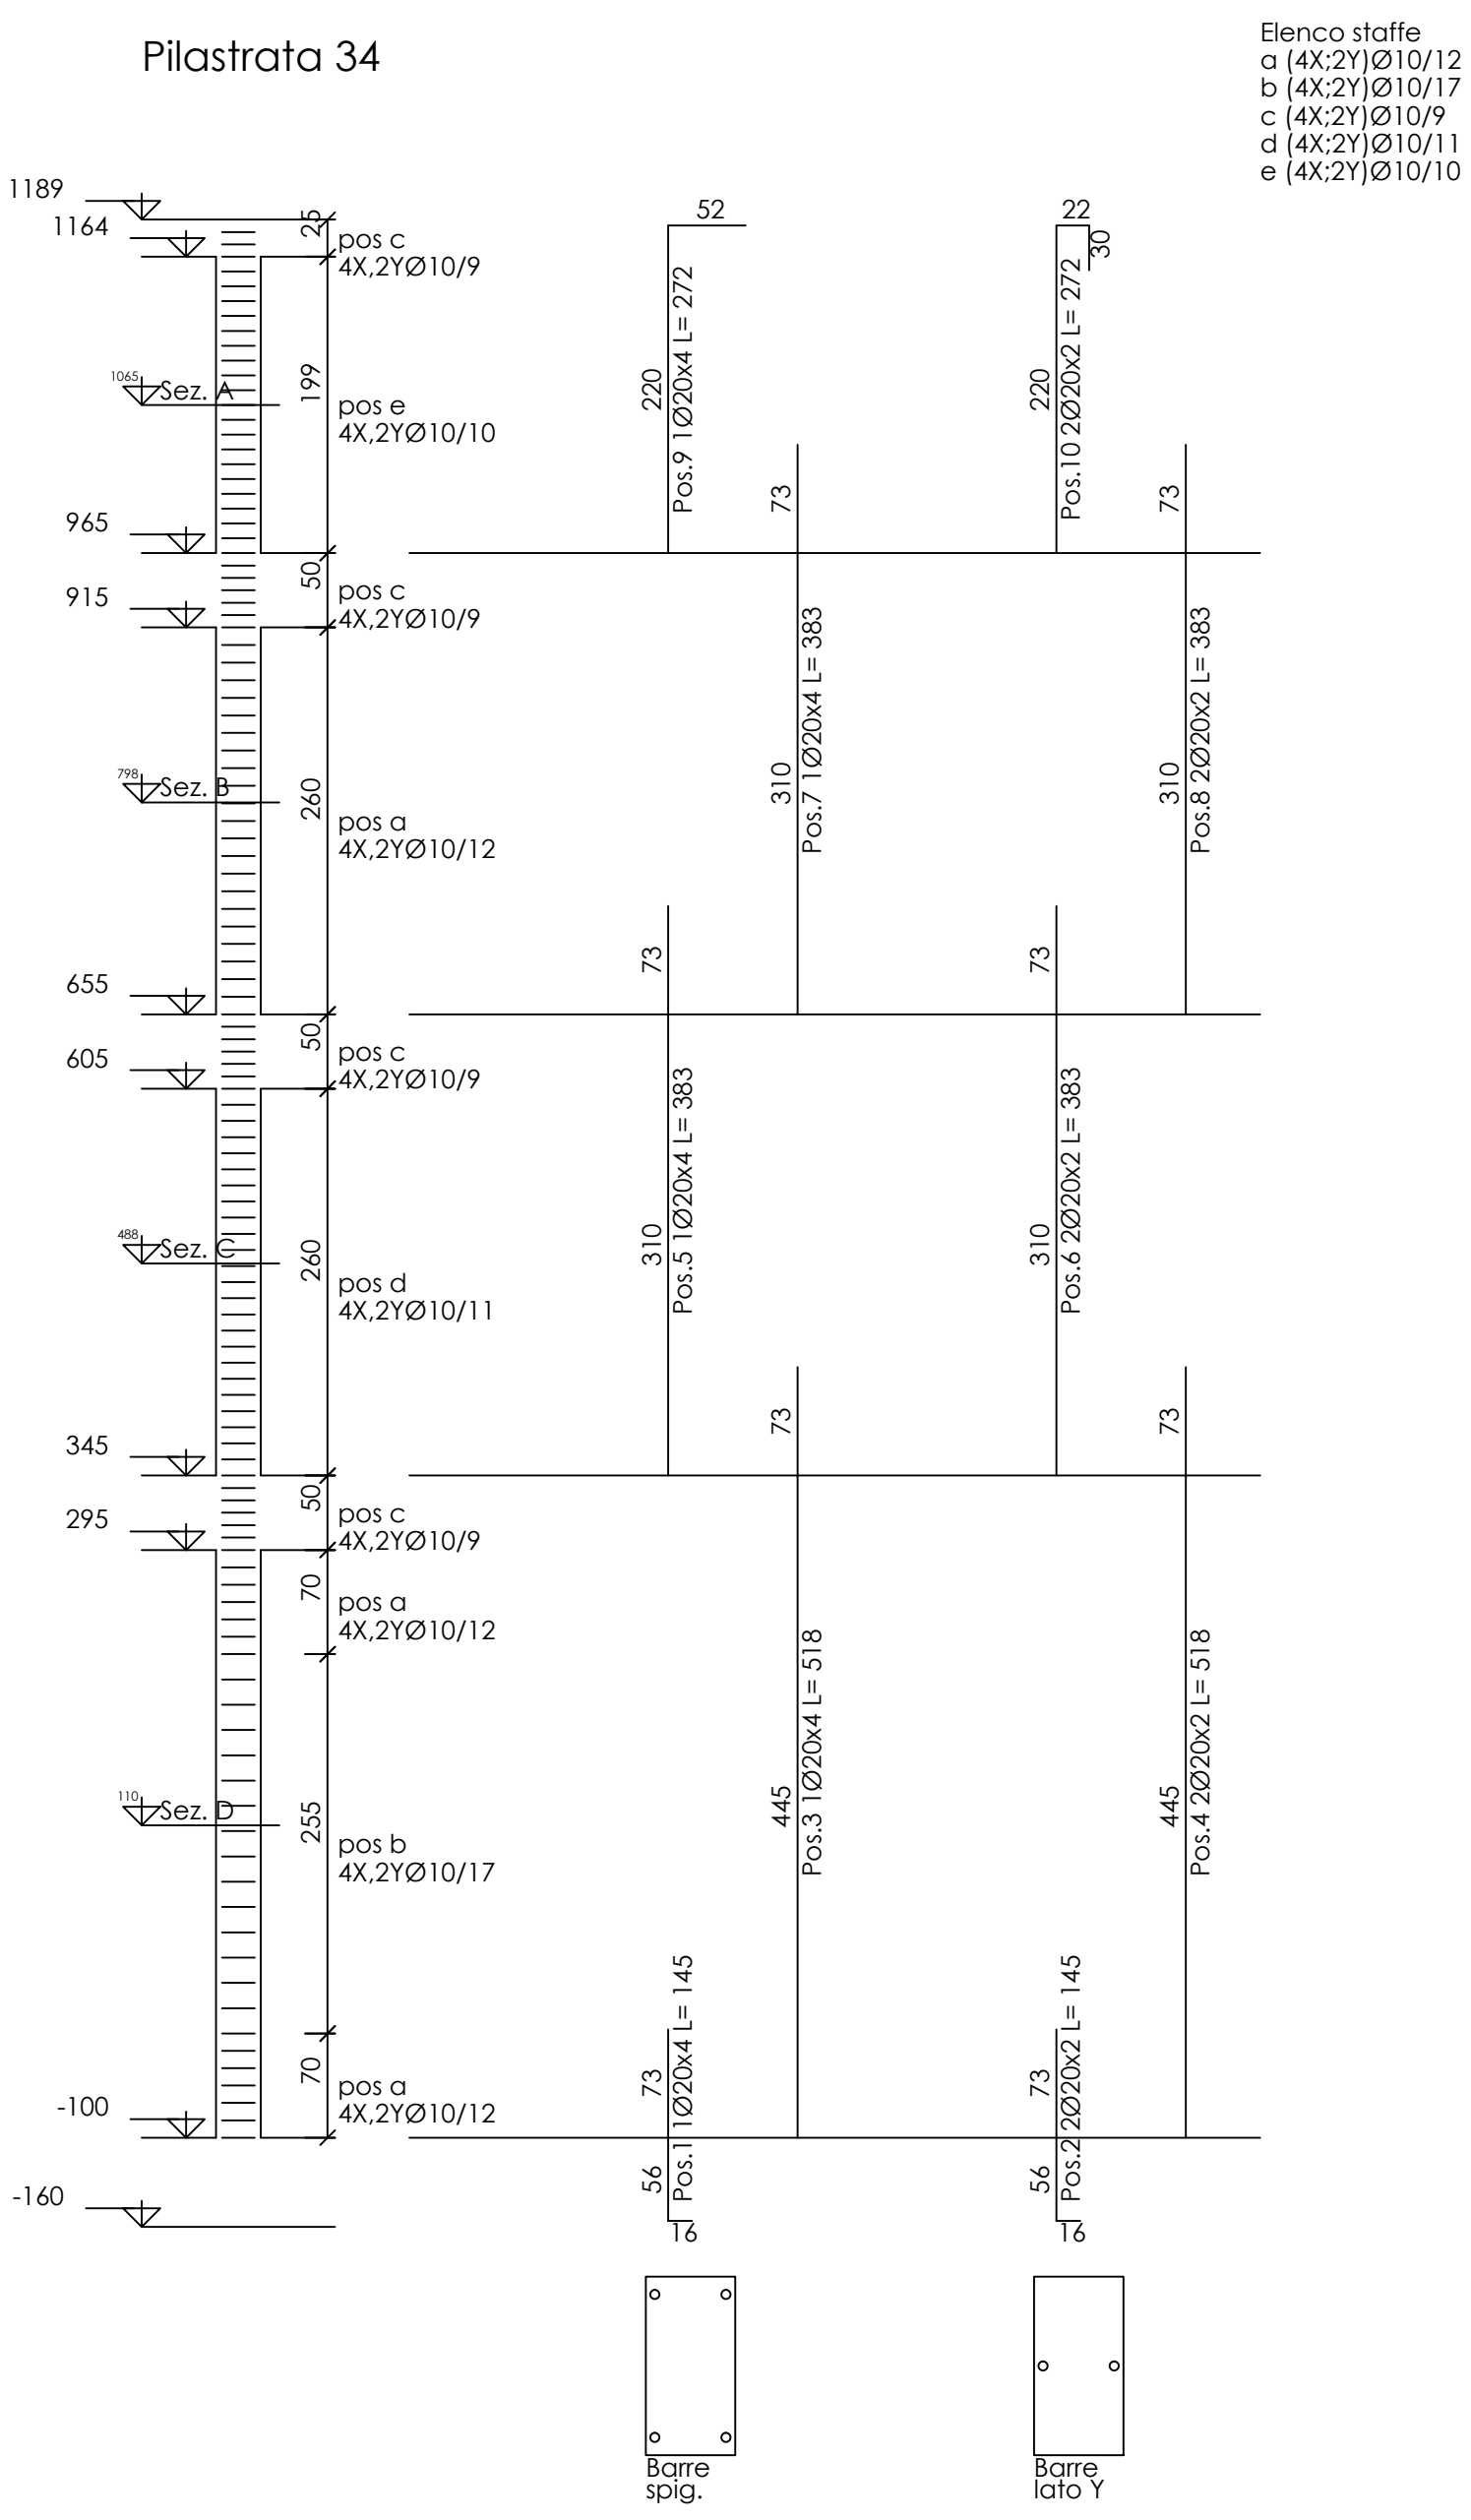 Pilastrata 34
Elenco staffe
a (4X;2Y)Ø10/12
b (4X;2Y)Ø10/17
c (4X;2Y)Ø10/9
d (4X;2Y)Ø10/11
e (4X;2Y)Ø10/10
1189
25
1164
pos c
4X,2YØ10/9
52
22
30
1065
Sez. A
199
pos e
4X,2YØ10/10
220
Pos.9 1Ø20x4 L= 272
220
Pos.10 2Ø20x2 L= 272
73
73
965
50
pos c
4X,2YØ10/9
915
798
Sez. B
260
pos a
4X,2YØ10/12
310
Pos.7 1Ø20x4 L= 383
310
Pos.8 2Ø20x2 L= 383
73
73
655
50
pos c
4X,2YØ10/9
605
488
Sez. C
260
pos d
4X,2YØ10/11
310
Pos.5 1Ø20x4 L= 383
310
Pos.6 2Ø20x2 L= 383
73
73
345
50
pos c
4X,2YØ10/9
295
70
pos a
4X,2YØ10/12
110
Sez. D
255
pos b
4X,2YØ10/17
445
Pos.3 1Ø20x4 L= 518
445
Pos.4 2Ø20x2 L= 518
70
pos a
4X,2YØ10/12
-100
73
Pos.1 1Ø20x4 L= 145
73
Pos.2 2Ø20x2 L= 145
56
56
-160
16
16
Barre
spig.
Barre
lato Y